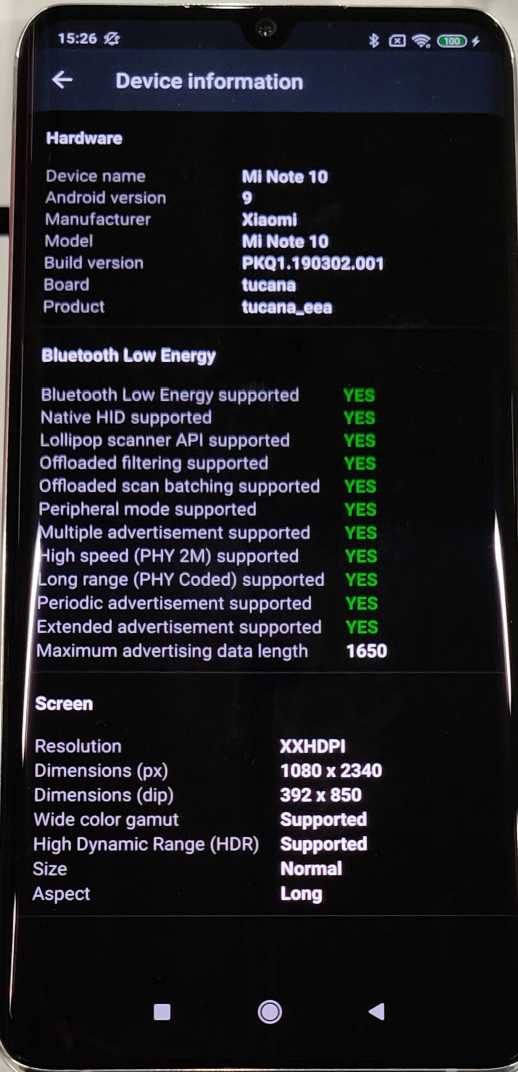 15:26
100
Device information
Hardware
Device name Mi Note 10
Android version 9
Manufacturer Xiaomi
Model Mi Note 10
Build version PKQ1.190302.001
Board tucana
Product tucana_eea
Bluetooth Low Energy
Bluetooth Low Energy supported YES
Native HID supported YES
Lollipop scanner API supported YES
Offloaded filtering supported YES
Offloaded scan batching supported YES
Peripheral mode supported YES
Multiple advertisement supported YES
High speed (PHY 2M) supported YES
Long range (PHY Coded) supported YES
Periodic advertisement supported YES
Extended advertisement supported YES
Maximum advertising data length 1650
Screen
Resolution XXHDPI
Dimensions (px) 1080 x 2340
Dimensions (dip) 392 x 850
Wide color gamut Supported
High Dynamic Range (HDR) Supported
Size Normal
Aspect Long